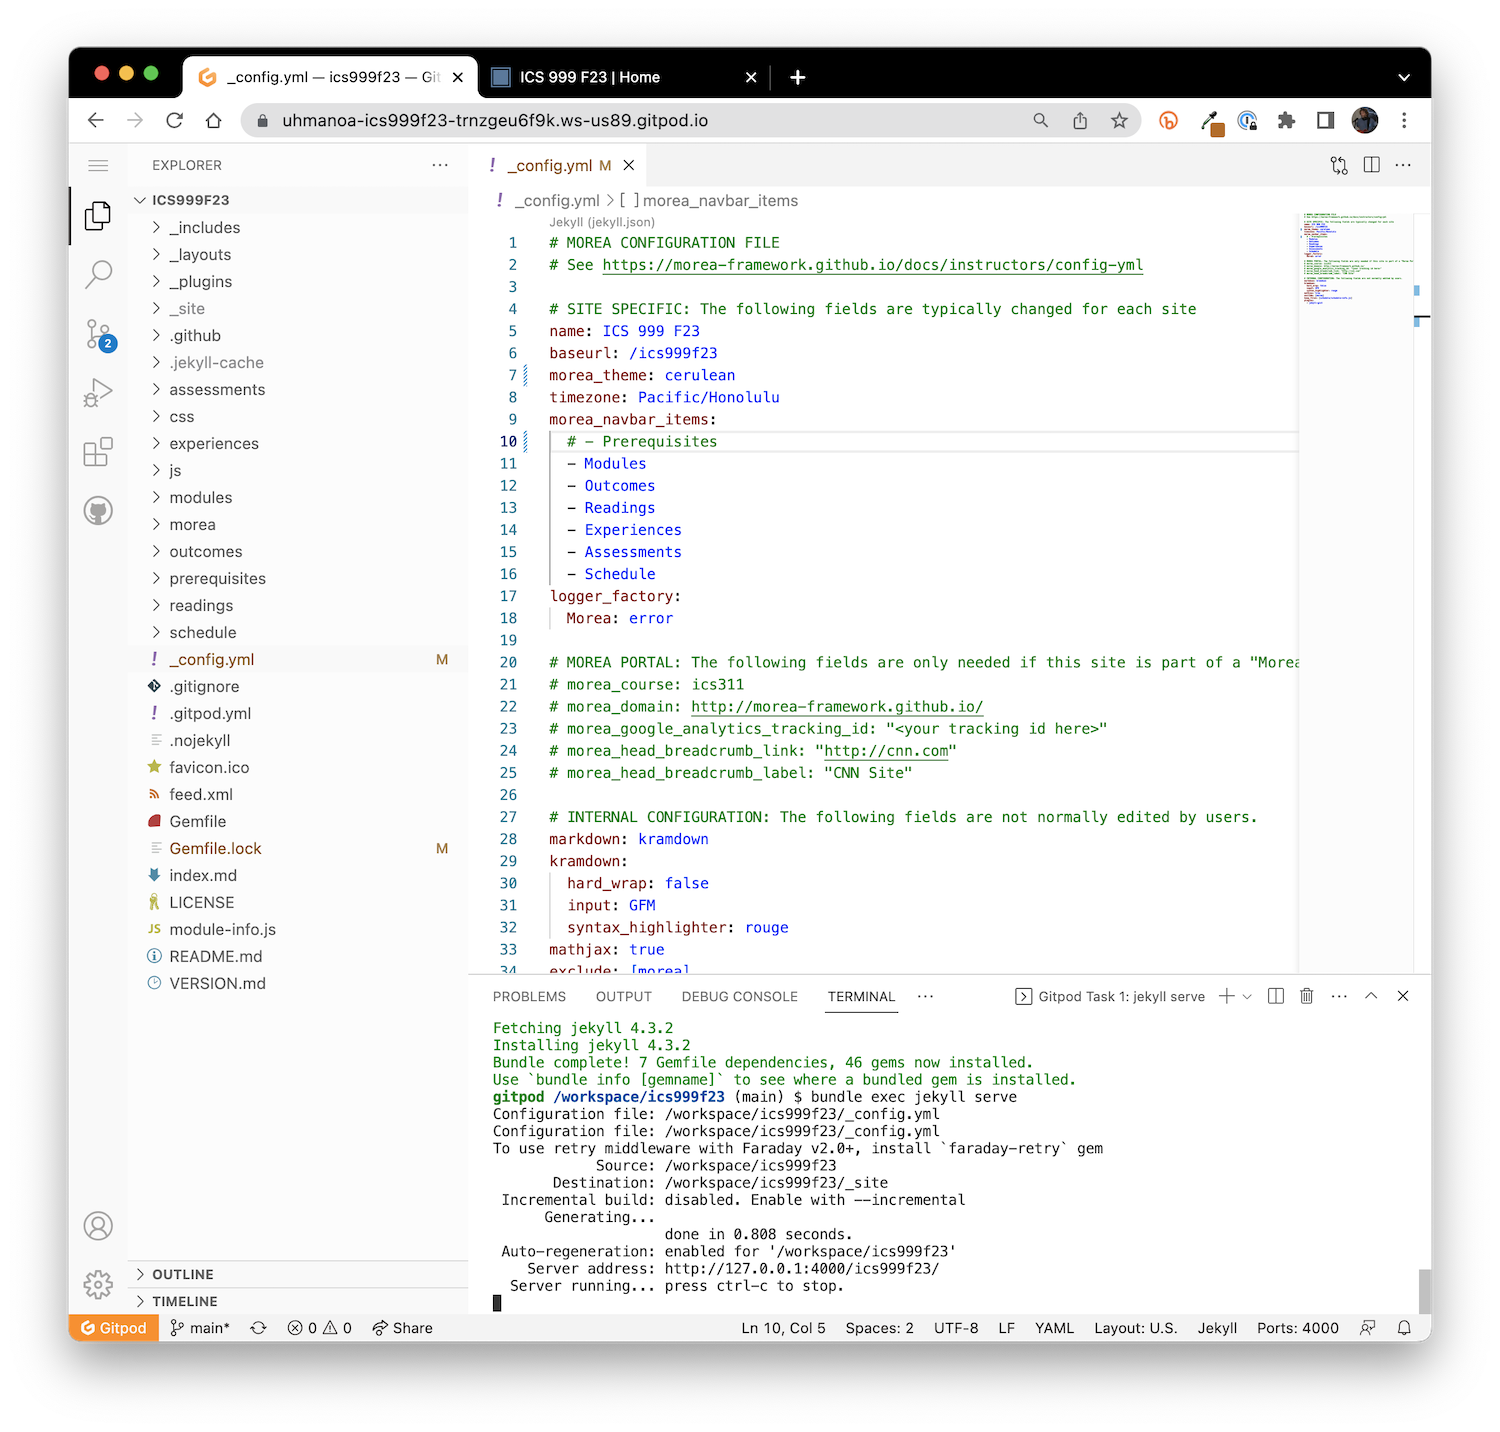 _config.yml — ics999f23 — Git
ICS 999 F23 | Home
uhmanoa-ics999f23-trnzgeu6f9k.ws-us89.gitpod.io
EXPLORER
ICS999F23
_includes
_layouts
_plugins
_site
.github
.jekyll-cache
assessments
css
experiences
js
modules
morea
outcomes
prerequisites
readings
schedule
! _config.yml M
.gitignore
! .gitpod.yml
.nojekyll
favicon.ico
feed.xml
Gemfile
Gemfile.lock M
index.md
LICENSE
JS module-info.js
README.md
VERSION.md
OUTLINE
TIMELINE
2
! _config.yml M
! _config.yml > [ ] morea_navbar_items
Jekyll (jekyll.json)
1 # MOREA CONFIGURATION FILE
2 # See https://morea-framework.github.io/docs/instructors/config-yml
3
4 # SITE SPECIFIC: The following fields are typically changed for each site
5 name: ICS 999 F23
6 baseurl: /ics999f23
7 morea_theme: cerulean
8 timezone: Pacific/Honolulu
9 morea_navbar_items:
10 # - Prerequisites
11 - Modules
12 - Outcomes
13 - Readings
14 - Experiences
15 - Assessments
16 - Schedule
17 logger_factory:
18 Morea: error
19
20 # MOREA PORTAL: The following fields are only needed if this site is part of a "Morea
21 # morea_course: ics311
22 # morea_domain: http://morea-framework.github.io/
23 # morea_google_analytics_tracking_id: "<your tracking id here>"
24 # morea_head_breadcrumb_link: "http://cnn.com"
25 # morea_head_breadcrumb_label: "CNN Site"
26
27 # INTERNAL CONFIGURATION: The following fields are not normally edited by users.
28 markdown: kramdown
29 kramdown:
30 hard_wrap: false
31 input: GFM
32 syntax_highlighter: rouge
33 mathjax: true
34 exclude: [morea]
PROBLEMS OUTPUT DEBUG CONSOLE TERMINAL ··· Gitpod Task 1: jekyll serve
Fetching jekyll 4.3.2
Installing jekyll 4.3.2
Bundle complete! 7 Gemfile dependencies, 46 gems now installed.
Use `bundle info [gemname]` to see where a bundled gem is installed.
gitpod /workspace/ics999f23 (main) $ bundle exec jekyll serve
Configuration file: /workspace/ics999f23/_config.yml
Configuration file: /workspace/ics999f23/_config.yml
To use retry middleware with Faraday v2.0+, install `faraday-retry` gem
Source: /workspace/ics999f23
Destination: /workspace/ics999f23/_site
Incremental build: disabled. Enable with --incremental
Generating...
done in 0.808 seconds.
Auto-regeneration: enabled for '/workspace/ics999f23'
Server address: http://127.0.0.1:4000/ics999f23/
Server running... press ctrl-c to stop.
Gitpod main* 0 0 Share Ln 10, Col 5 Spaces: 2 UTF-8 LF YAML Layout: U.S. Jekyll Ports: 4000